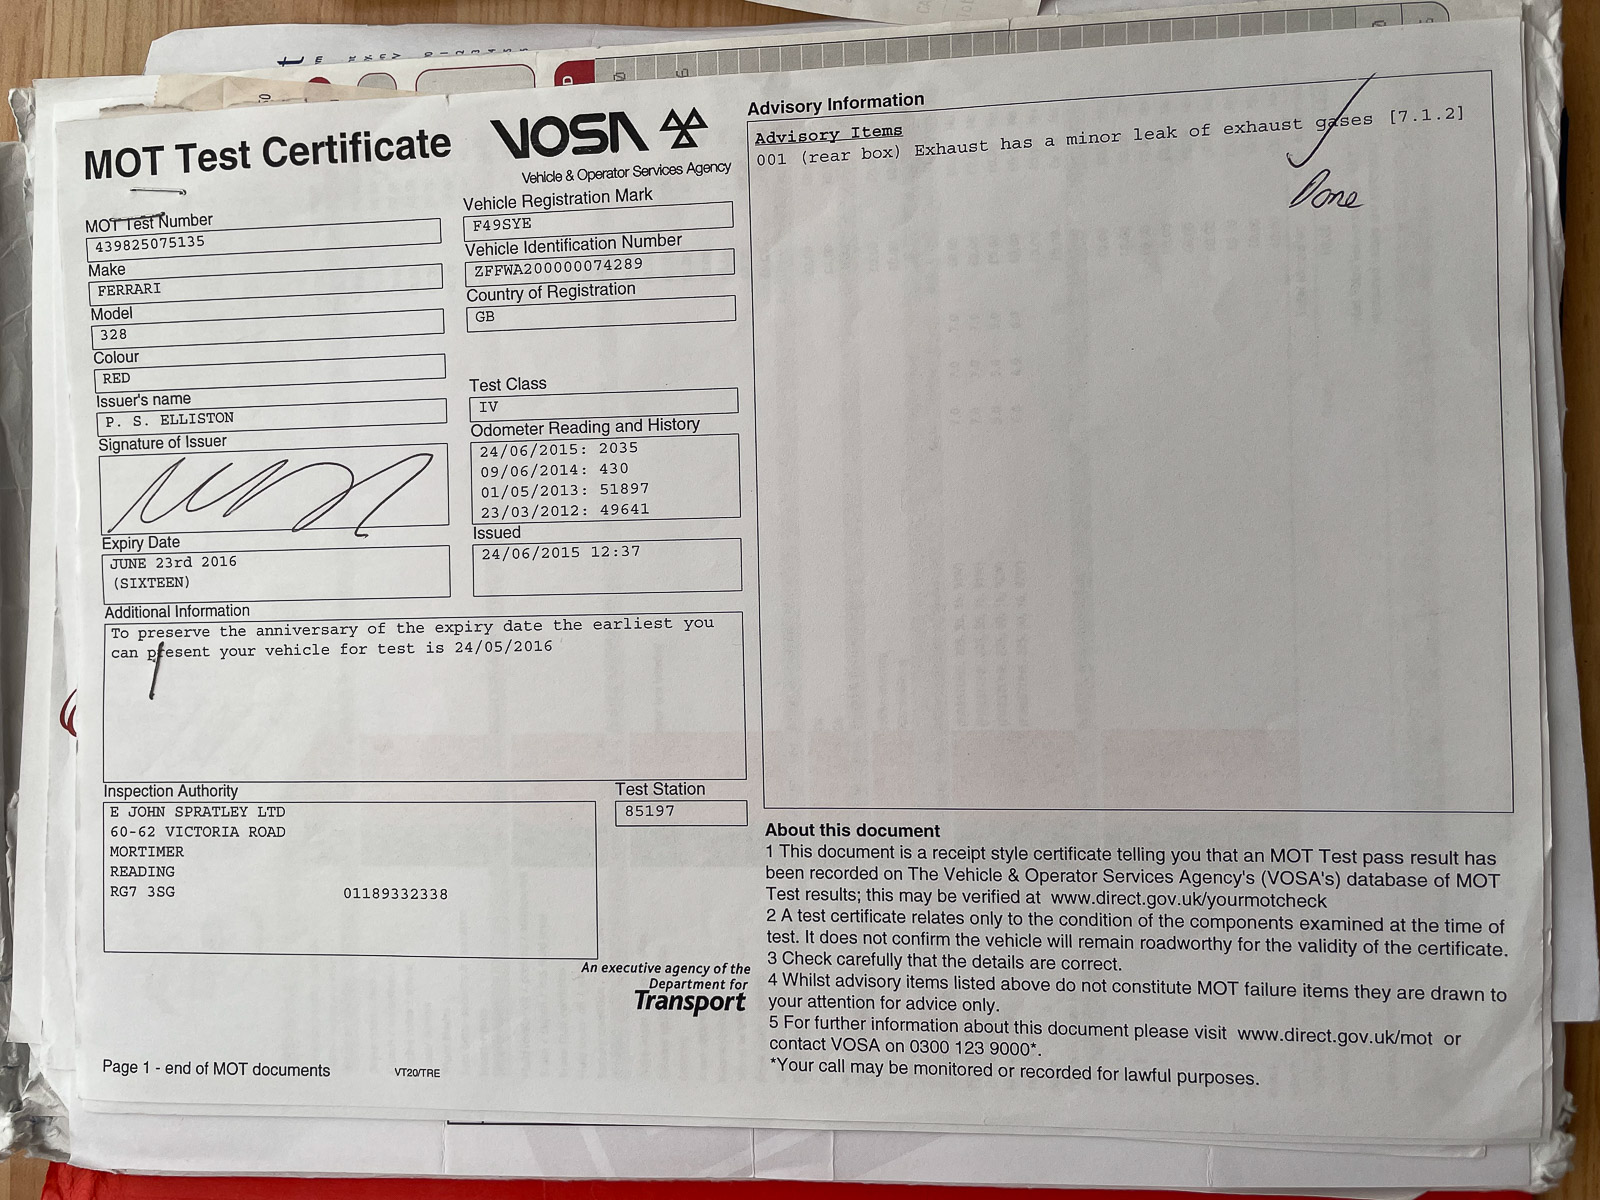 MOT Test Certificate
VOSA
Vehicle & Operator Services Agency
MOT Test Number
439825075135
Make
FERRARI
Model
328
Colour
RED
Issuer's name
P. S. ELLISTON
Signature of Issuer
Expiry Date
JUNE 23rd 2016
(SIXTEEN)
Vehicle Registration Mark
F49SYE
Vehicle Identification Number
ZFFWA200000074289
Country of Registration
GB
Test Class
IV
Odometer Reading and History
24/06/2015: 2035
09/06/2014: 430
01/05/2013: 51897
23/03/2012: 49641
Issued
24/06/2015 12:37
Additional Information
To preserve the anniversary of the expiry date the earliest you
can present your vehicle for test is 24/05/2016
Inspection Authority
E JOHN SPRATLEY LTD
60-62 VICTORIA ROAD
MORTIMER
READING
RG7 3SG 01189332338
Test Station
85197
An executive agency of the
Department for
Transport
Page 1 - end of MOT documents
VT20/TRE
Advisory Information
Advisory Items
001 (rear box) Exhaust has a minor leak of exhaust gases [7.1.2]
Done
About this document
1 This document is a receipt style certificate telling you that an MOT Test pass result has
been recorded on The Vehicle & Operator Services Agency's (VOSA's) database of MOT
Test results; this may be verified at www.direct.gov.uk/yourmotcheck
2 A test certificate relates only to the condition of the components examined at the time of
test. It does not confirm the vehicle will remain roadworthy for the validity of the certificate.
3 Check carefully that the details are correct.
4 Whilst advisory items listed above do not constitute MOT failure items they are drawn to
your attention for advice only.
5 For further information about this document please visit www.direct.gov.uk/mot or
contact VOSA on 0300 123 9000*.
*Your call may be monitored or recorded for lawful purposes.